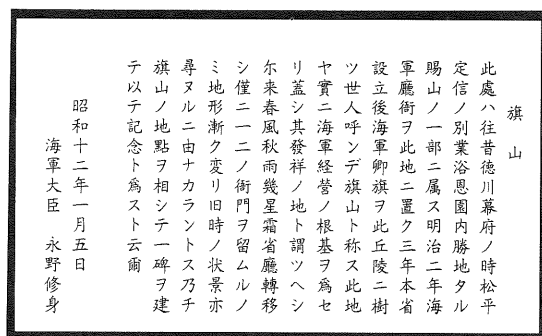 旗山
此處ハ往昔徳川幕府ノ時松平
定信ノ別業浴恩園内勝地タル
賜山ノ一部ニ属ス明治二年海
軍廳衙ヲ此地ニ置ク三年本省
設立後海軍卿旗ヲ此丘陵ニ樹
ツ世人呼ンデ旗山ト称ス此地
ヤ實ニ海軍経営ノ根基ヲ為セ
リ蓋シ其發祥ノ地ト謂ツヘシ
尓来春風秋雨幾星霜省廳轉移
シ僅ニ一二ノ衙門ヲ留ムルノ
ミ地形漸ク変リ旧時ノ状景亦
尋ヌルニ由ナカラントス乃チ
旗山ノ地點ヲ相シテ一碑ヲ建
テ以テ記念ト爲スト云爾
昭和十二年一月五日
海軍大臣 永野修身